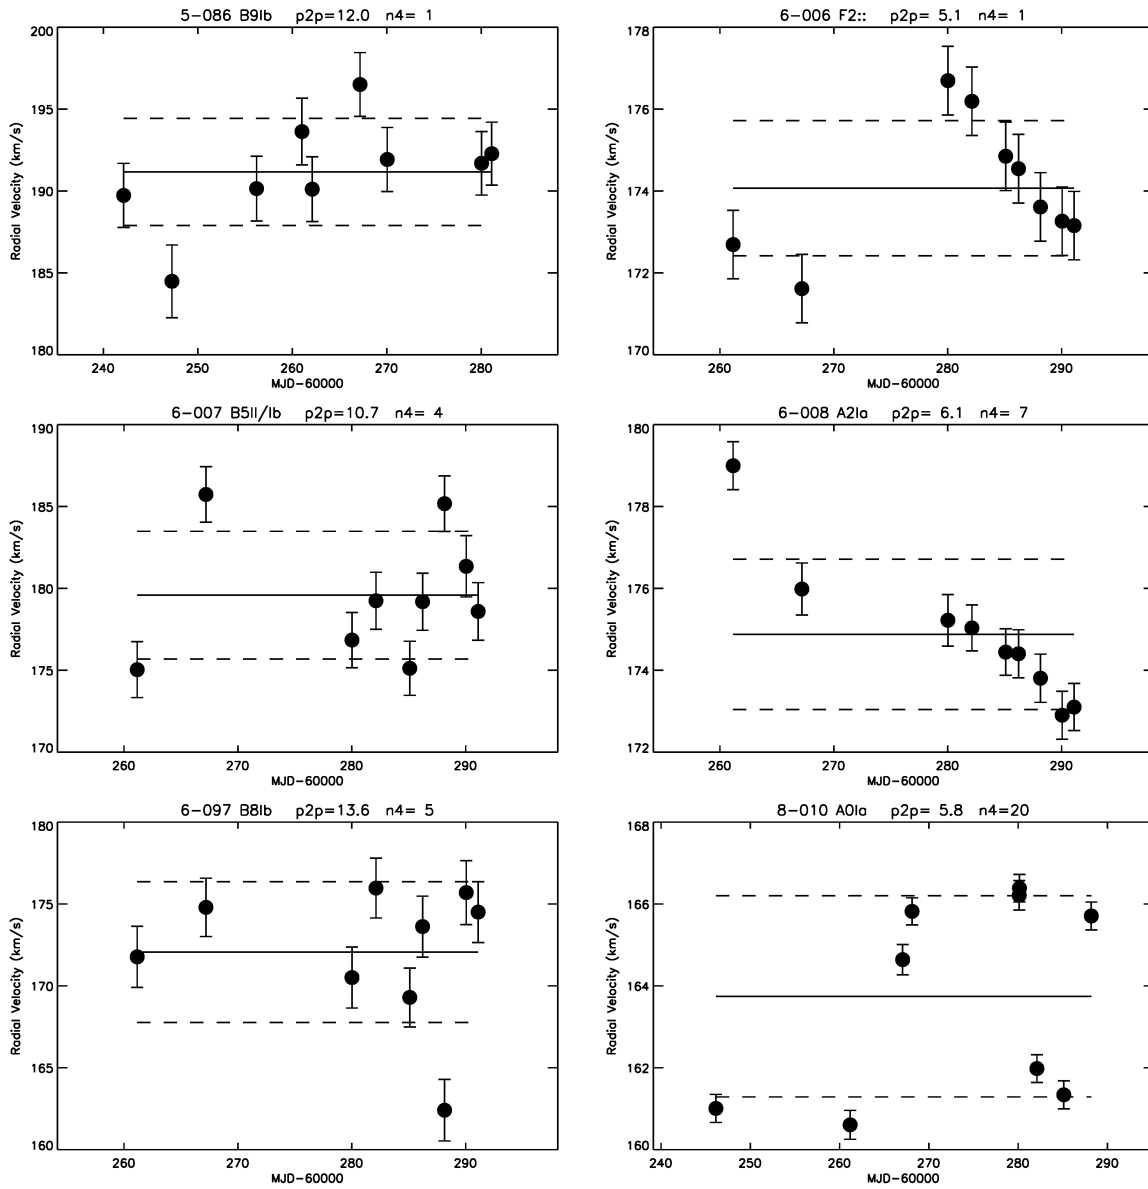 5-086 B9Ib p2p=12.0 n4= 1
200
195
190
185
180
Radial Velocity (km/s)
240 250 260 270 280
MJD-60000
6-006 F2:: p2p= 5.1 n4= 1
178
176
174
172
170
Radial Velocity (km/s)
260 270 280 290
MJD-60000
6-007 B5II/Ib p2p=10.7 n4= 4
190
185
180
175
170
Radial Velocity (km/s)
260 270 280 290
MJD-60000
6-008 A2Ia p2p= 6.1 n4= 7
180
178
176
174
172
Radial Velocity (km/s)
260 270 280 290
MJD-60000
6-097 B8Ib p2p=13.6 n4= 5
180
175
170
165
160
Radial Velocity (km/s)
260 270 280 290
MJD-60000
8-010 A0Ia p2p= 5.8 n4=20
168
166
164
162
160
Radial Velocity (km/s)
240 250 260 270 280 290
MJD-60000